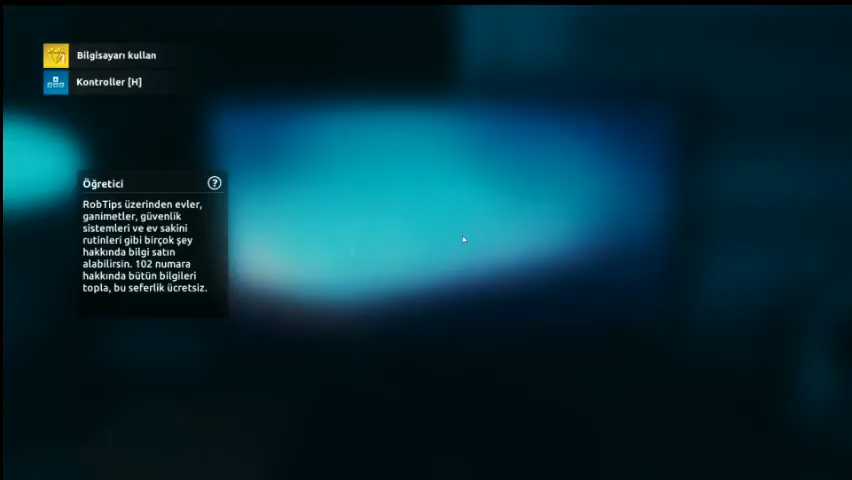 Bilgisayarı kullan
Kontroller [H]
Öğretici
RobTips üzerinden evler,
ganimetler, güvenlik
sistemleri ve ev sakini
rutinleri gibi birçok şey
hakkında bilgi satın
alabilirsin. 102 numara
hakkında bütün bilgileri
topla, bu seferlik ücretsiz.